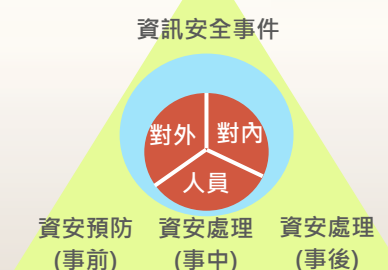 資訊安全事件
對外 對內
人員
資安預防 資安處理 資安處理
(事前) (事中) (事後)